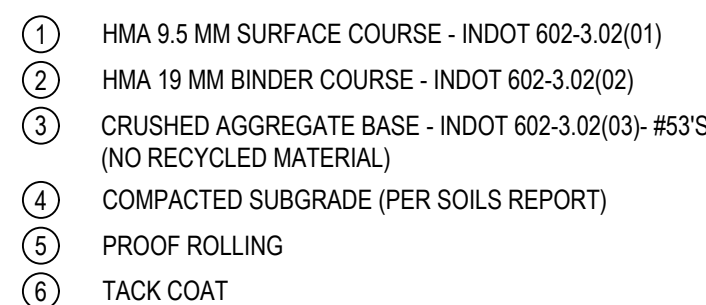 1 HMA 9.5 MM SURFACE COURSE - INDOT 602-3.02(01)
2 HMA 19 MM BINDER COURSE - INDOT 602-3.02(02)
3 CRUSHED AGGREGATE BASE - INDOT 602-3.02(03)- #53'S
(NO RECYCLED MATERIAL)
4 COMPACTED SUBGRADE (PER SOILS REPORT)
5 PROOF ROLLING
6 TACK COAT